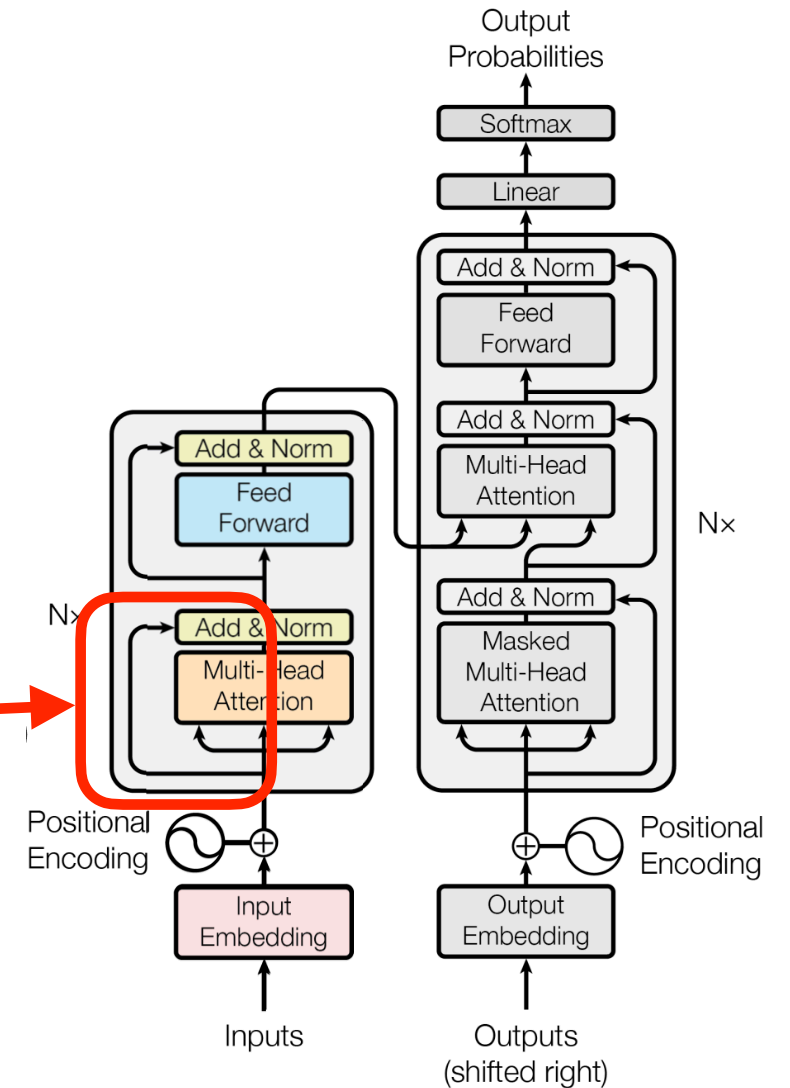 Output
Probabilities
Softmax
Linear
Add & Norm
Feed
Forward
Add & Norm
Multi-Head
Attention
Nx
Add & Norm
Masked
Multi-Head
Attention
Add & Norm
Feed
Forward
Nx
Add & Norm
Multi-Head
Attention
Positional
Encoding
Positional
Encoding
Input
Embedding
Output
Embedding
Inputs
Outputs
(shifted right)